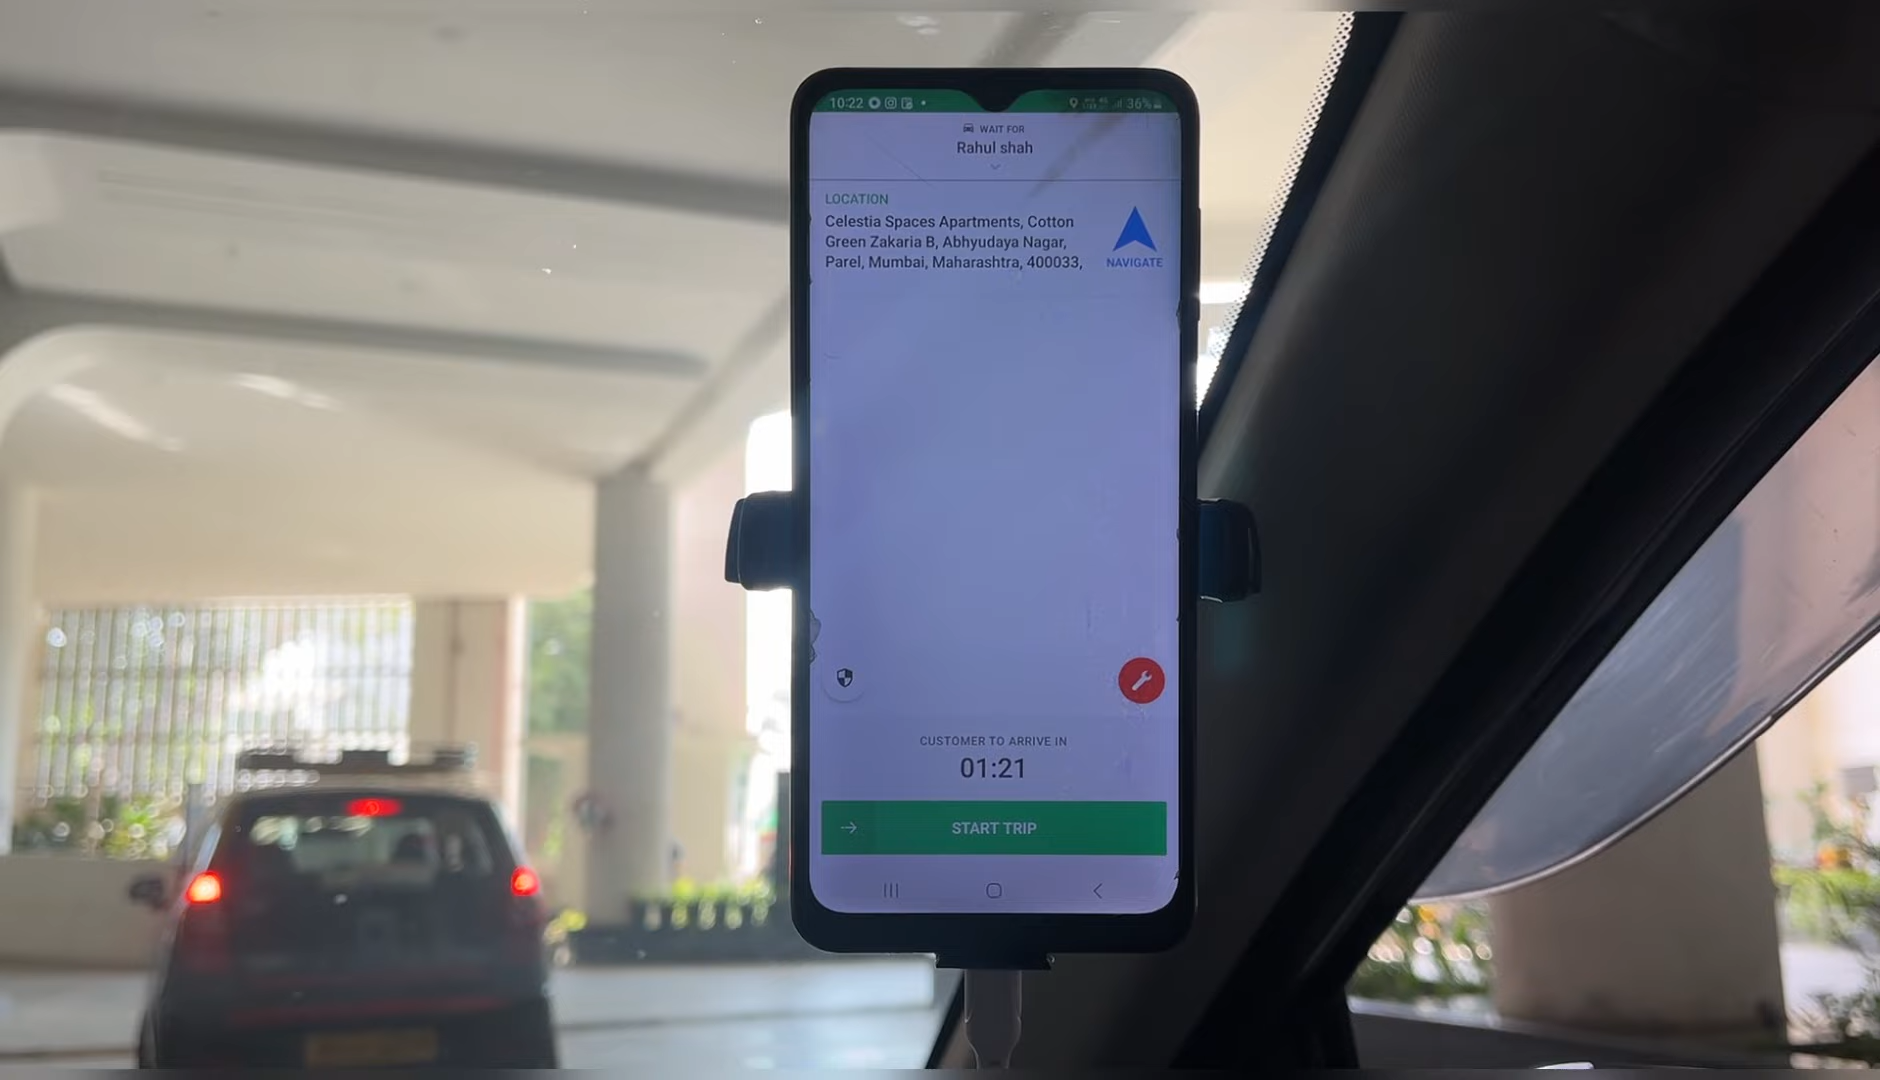 10:22
36%
WAIT FOR
Rahul shah
LOCATION
Celestia Spaces Apartments, Cotton
Green Zakaria B, Abhyudaya Nagar,
Parel, Mumbai, Maharashtra, 400033,
NAVIGATE
CUSTOMER TO ARRIVE IN
01:21
START TRIP